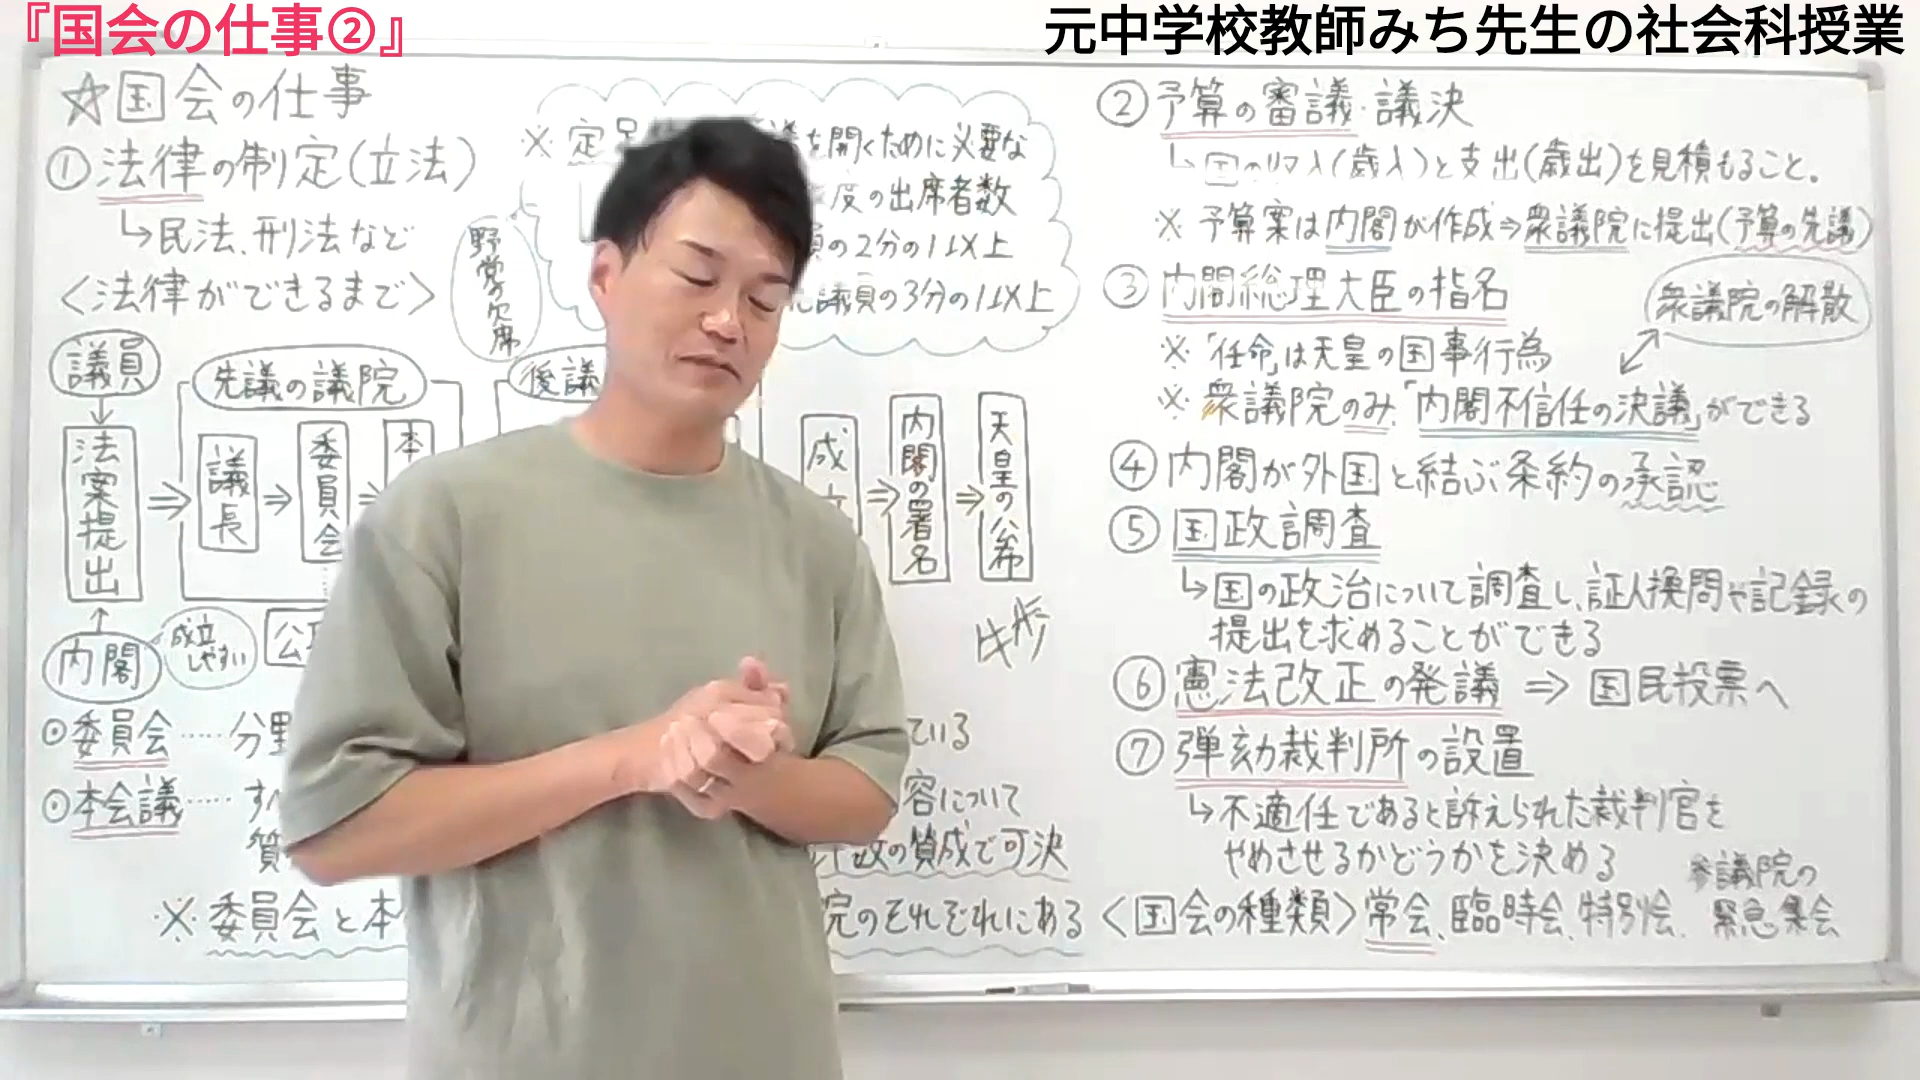 『国会の仕事②』
元中学校教師みち先生の社会科授業
☆国会の仕事
①法律の制定(立法)
↳民法、刑法など
〈法律ができるまで〉
※定足
を開くために必要な
度の出席者数
員の2分の1以上
議員の3分の1以上
野党の欠席
議員
法案提出
内閣
成立しやすい
先議の議院
議長
⇒
委員会
⇒
本
公
後議
成立
⇒
内閣の署名
⇒
天皇の公布
◎委員会……分野
ている
◎本会議……す
容について
質
数の賛成で可決
※委員会と本
院のそれぞれにある
②予算の審議・議決
↳国の収入(歳入)と支出(歳出)を見積もること。
※予算案は内閣が作成⇒衆議院に提出(予算の先議)
③内閣総理大臣の指名
衆議院の解散
※「任命」は天皇の国事行為
※衆議院のみ「内閣不信任の決議」ができる
④内閣が外国と結ぶ条約の承認
⑤国政調査
↳国の政治について調査し、証人喚問や記録の
提出を求めることができる
⑥憲法改正の発議⇒国民投票へ
⑦弾劾裁判所の設置
↳不適任であると訴えられた裁判官を
やめさせるかどうかを決める
〈国会の種類〉常会、臨時会、特別会、参議院の緊急集会